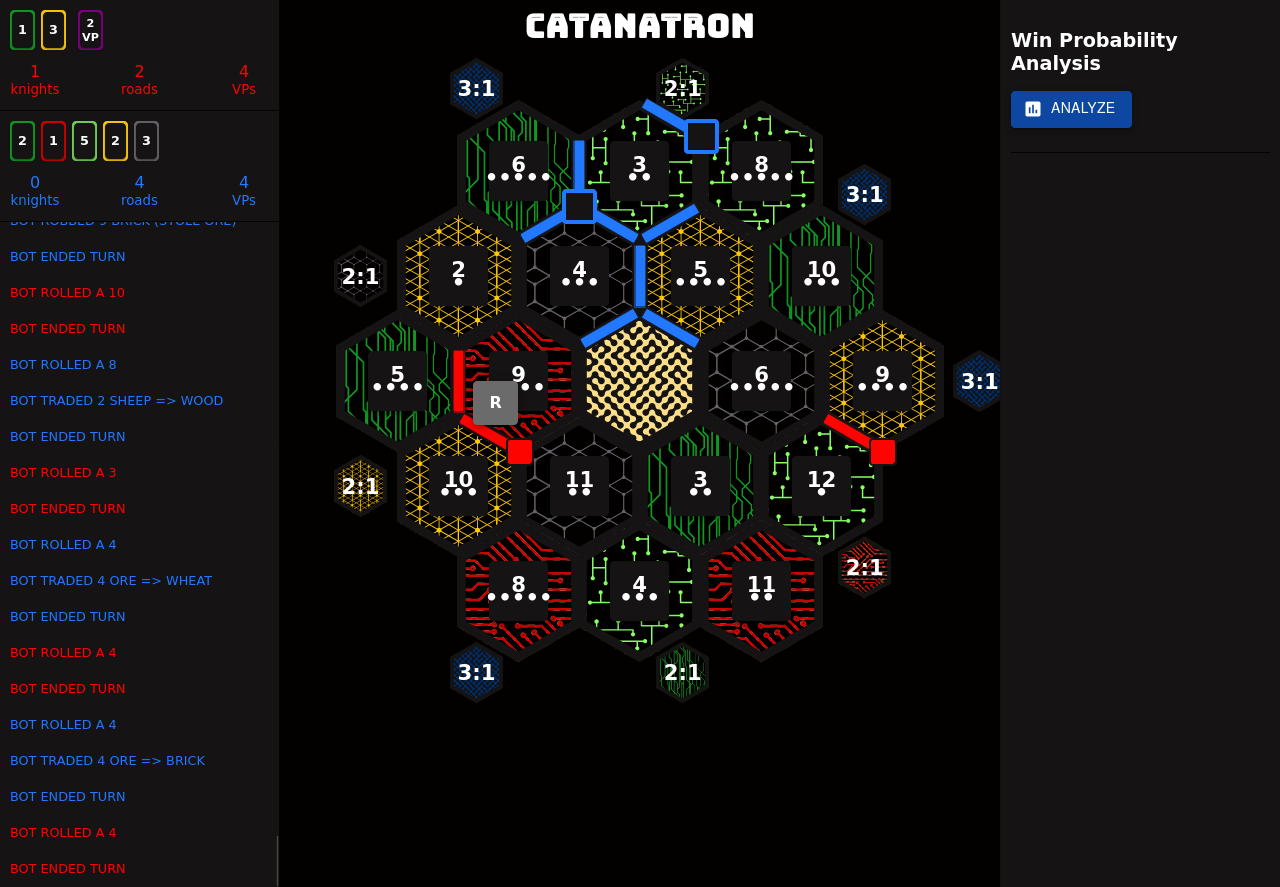 1 3 2 VP
1 2 4
knights roads VPs
2 1 5 2 3
0 4 4
knights roads VPs
BOT ENDED TURN
BOT ROLLED A 10
BOT ENDED TURN
BOT ROLLED A 8
BOT TRADED 2 SHEEP => WOOD
BOT ENDED TURN
BOT ROLLED A 3
BOT ENDED TURN
BOT ROLLED A 4
BOT TRADED 4 ORE => WHEAT
BOT ENDED TURN
BOT ROLLED A 4
BOT ENDED TURN
BOT ROLLED A 4
BOT TRADED 4 ORE => BRICK
BOT ENDED TURN
BOT ROLLED A 4
BOT ENDED TURN
CATANATRON
3:1 2:1
6 3 8
3:1
2:1 2 4 5 10
5 9 6 9 3:1
R
2:1 10 11 3 12
2:1
8 4 11
3:1 2:1
Win Probability
Analysis
ANALYZE